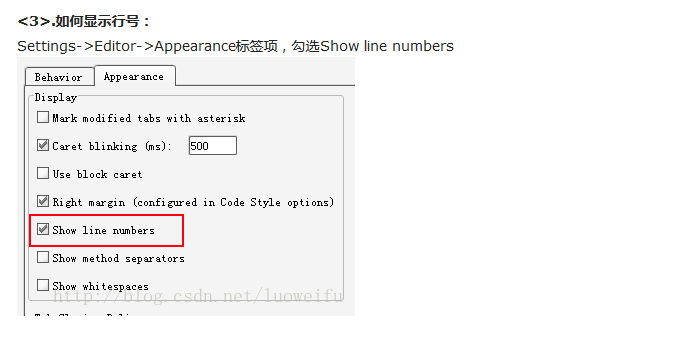 <3>.如何显示行号：
Settings->Editor->Appearance标签项，勾选Show line numbers
Behavior Appearance
Display
Mark modified tabs with asterisk
Caret blinking (ms): 500
Use block caret
Right margin (configured in Code Style options)
Show line numbers
Show method separators
Show whitespaces
http://blog.csdn.net/luoweifu